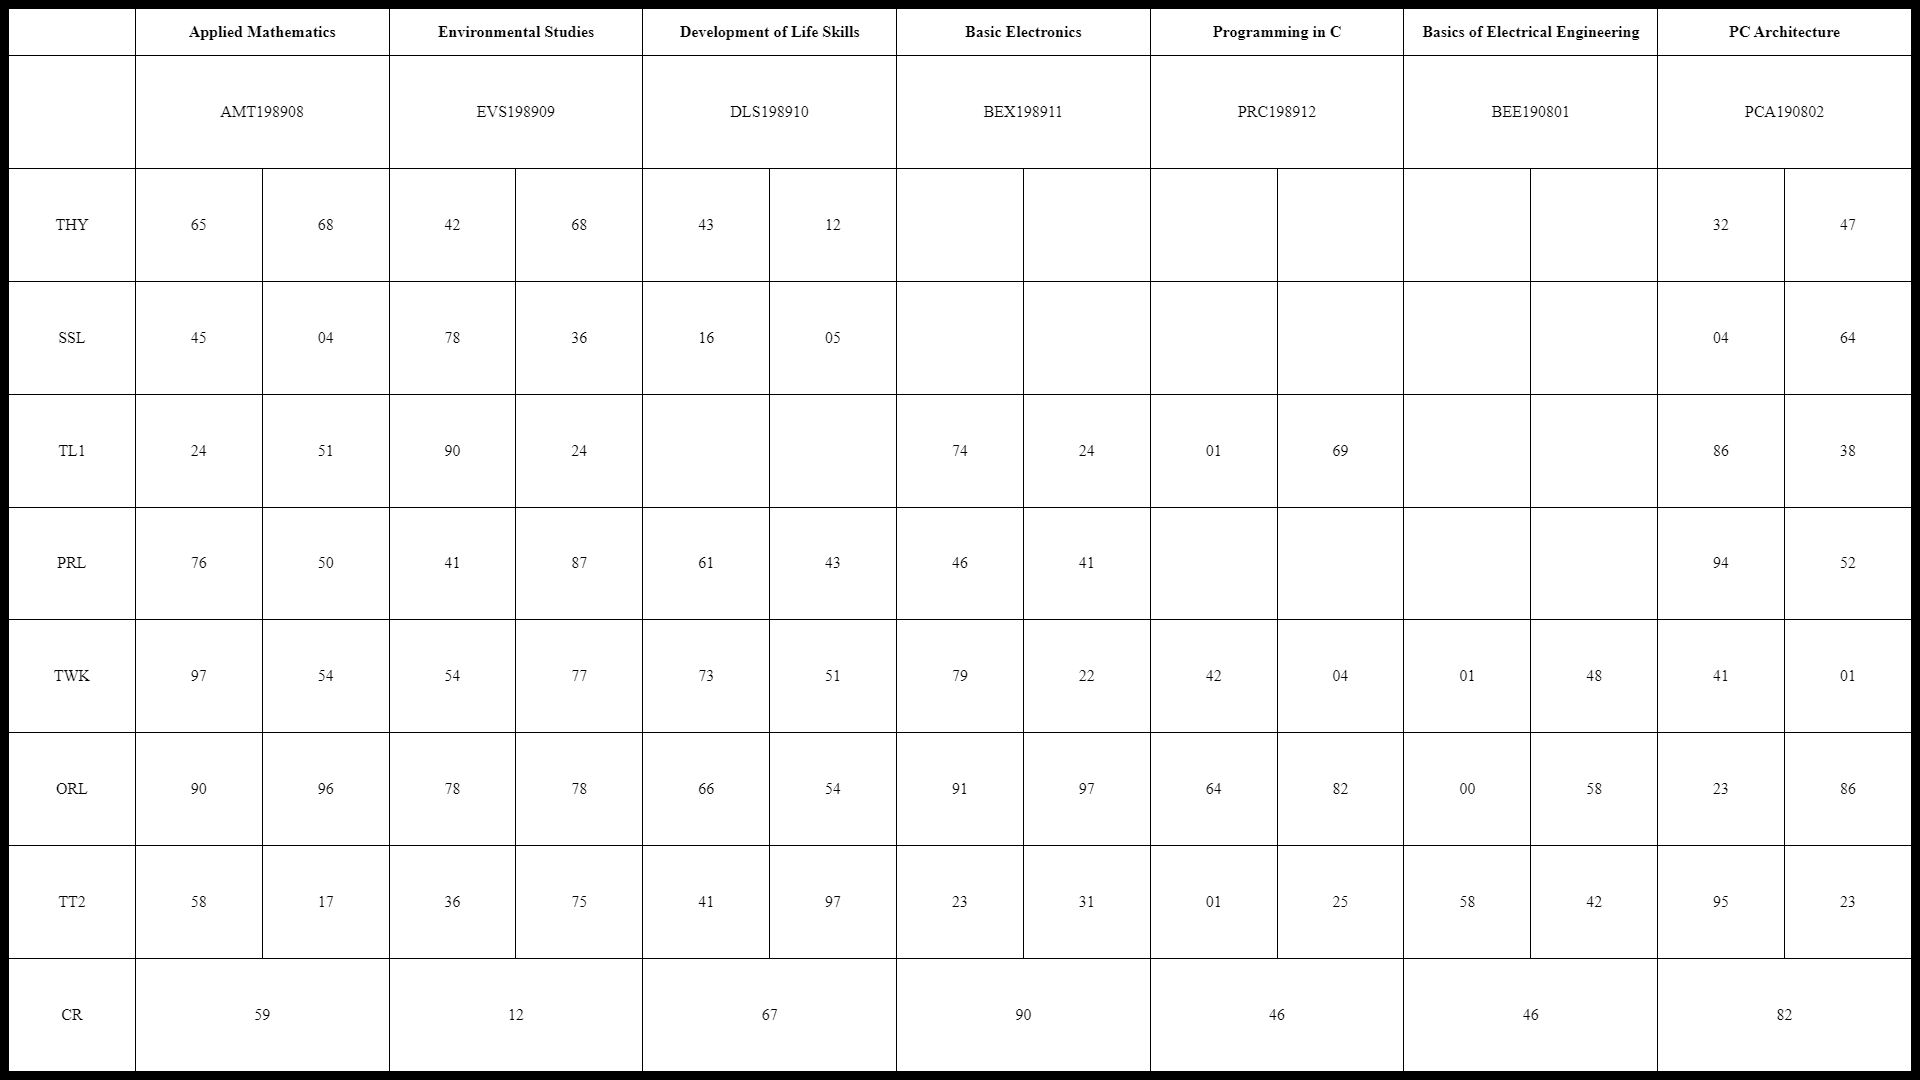 Applied Mathematics Environmental Studies Development of Life Skills Basic Electronics Programming in C Basics of Electrical Engineering PC Architecture
AMT198908 EVS198909 DLS198910 BEX198911 PRC198912 BEE190801 PCA190802
THY 65 68 42 68 43 12 32 47
SSL 45 04 78 36 16 05 04 64
TL1 24 51 90 24 74 24 01 69 86 38
PRL 76 50 41 87 61 43 46 41 94 52
TWK 97 54 54 77 73 51 79 22 42 04 01 48 41 01
ORL 90 96 78 78 66 54 91 97 64 82 00 58 23 86
TT2 58 17 36 75 41 97 23 31 01 25 58 42 95 23
CR 59 12 67 90 46 46 82